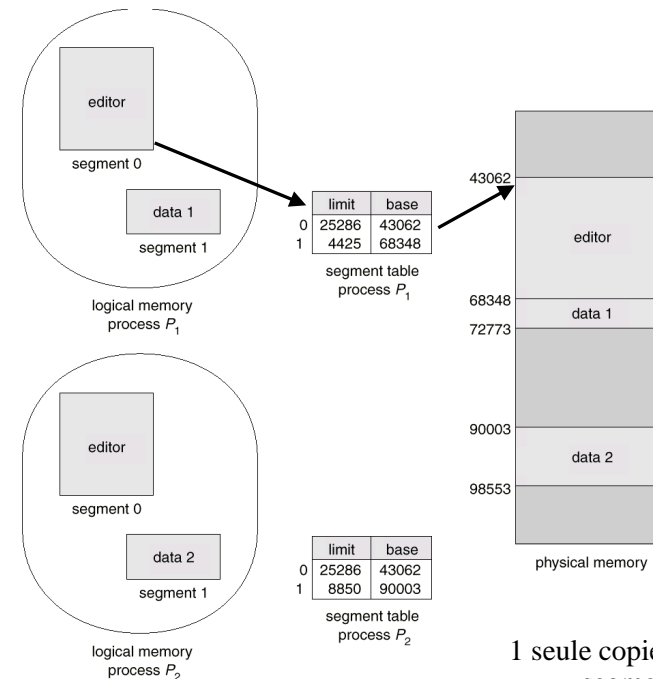 editor
segment 0
data 1
segment 1
logical memory
process P1
limit base
0 25286 43062
1 4425 68348
segment table
process P1
43062
editor
68348
data 1
72773
90003
data 2
98553
physical memory
editor
segment 0
data 2
segment 1
logical memory
process P2
limit base
0 25286 43062
1 8850 90003
segment table
process P2
1 seule copie